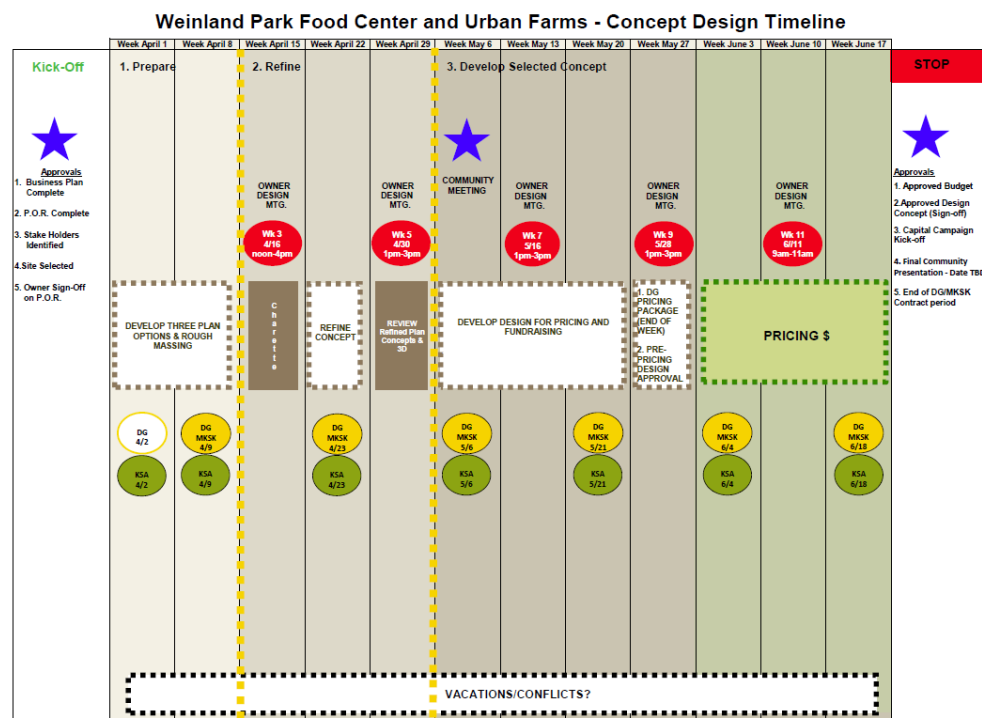 Weinland Park Food Center and Urban Farms - Concept Design Timeline
Week April 1
Week April 8
Week April 15
Week April 22
Week April 29
Week May 6
Week May 13
Week May 20
Week May 27
Week June 3
Week June 10
Week June 17
Kick-Off
1. Prepare
2. Refine
3. Develop Selected Concept
STOP
Approvals
1. Business Plan
Complete
2. P.O.R. Complete
3. Stake Holders
Identified
4.Site Selected
5. Owner Sign-Off
on P.O.R.
OWNER
DESIGN
MTG.
Wk 3
4/16
noon-4pm
OWNER
DESIGN
MTG.
Wk 5
4/30
1pm-3pm
COMMUNITY
MEETING
OWNER
DESIGN
MTG.
Wk 7
5/16
1pm-3pm
OWNER
DESIGN
MTG.
Wk 9
5/28
1pm-3pm
OWNER
DESIGN
MTG.
Wk 11
6//11
9am-11am
Approvals
1. Approved Budget
2.Approved Design
Concept (Sign-off)
3. Capital Campaign
Kick-off
4. Final Community
Presentation - Date TBD
5. End of DG/MKSK
Contract period
DEVELOP THREE PLAN
OPTIONS & ROUGH
MASSING
Charette
REFINE
CONCEPT
REVIEW
Refined Plan
Concepts &
3D
DEVELOP DESIGN FOR PRICING AND
FUNDRAISING
1. DG
PRICING
PACKAGE
(END OF
WEEK)
2. PRE-
PRICING
DESIGN
APPROVAL
PRICING $
DG
4/2
DG
MKSK
4/9
DG
MKSK
4/23
DG
MKSK
5/6
DG
MKSK
5/21
DG
MKSK
6/4
DG
MKSK
6/18
KSA
4/2
KSA
4/9
KSA
4/23
KSA
5/6
KSA
5/21
KSA
6/4
KSA
6/18
VACATIONS/CONFLICTS?